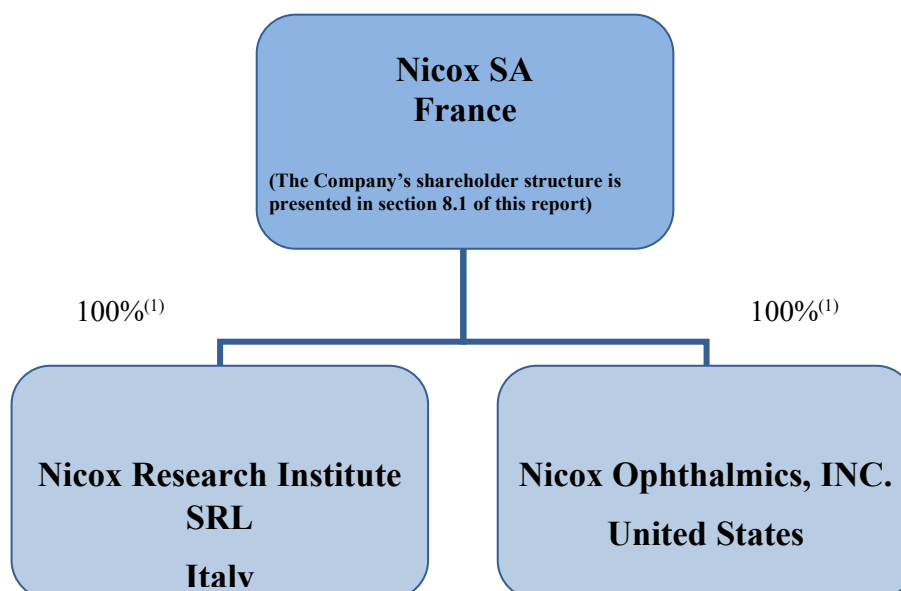 Nicox SA
France
(The Company’s shareholder structure is
presented in section 8.1 of this report)
100%(1)
100%(1)
Nicox Research Institute
SRL
Italy
Nicox Ophthalmics, INC.
United States